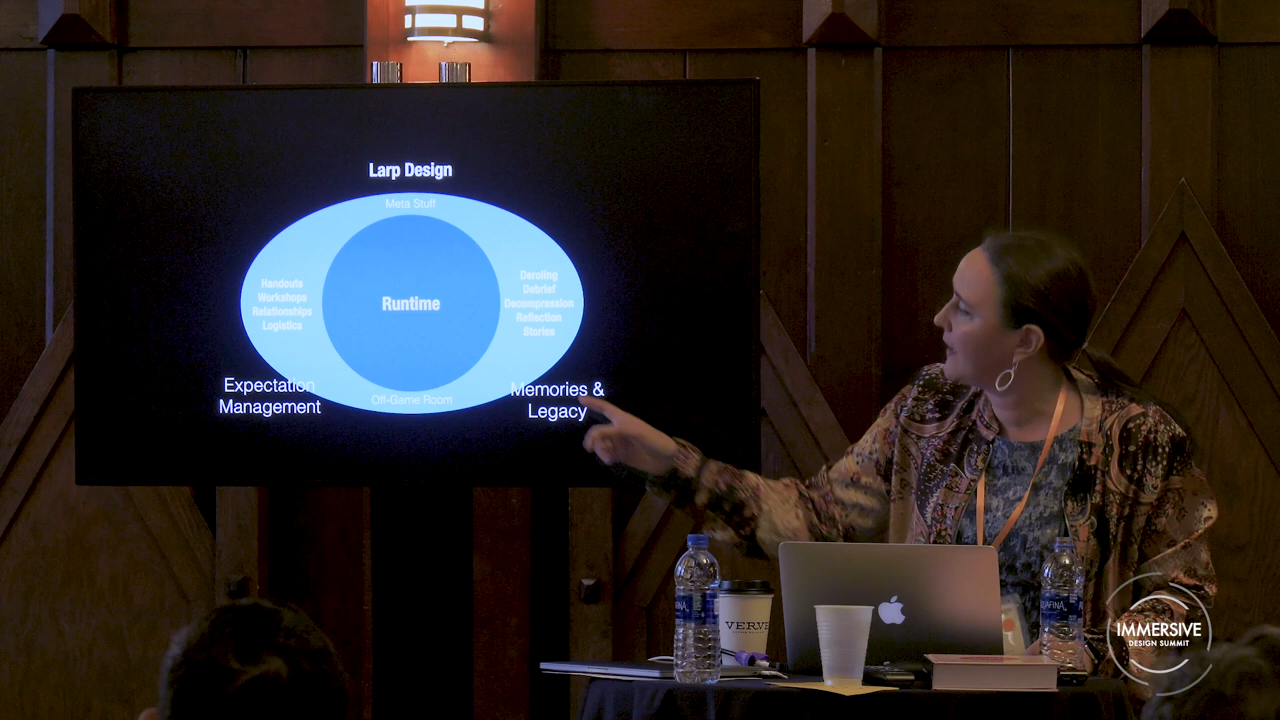 Larp Design
Meta Stuff
Handouts
Workshops
Relationships
Logistics
Runtime
Deroling
Debrief
Decompression
Reflection
Stories
Expectation
Management
Off-Game Room
Memories &
Legacy
VERVE
IMMERSIVE
DESIGN SUMMIT